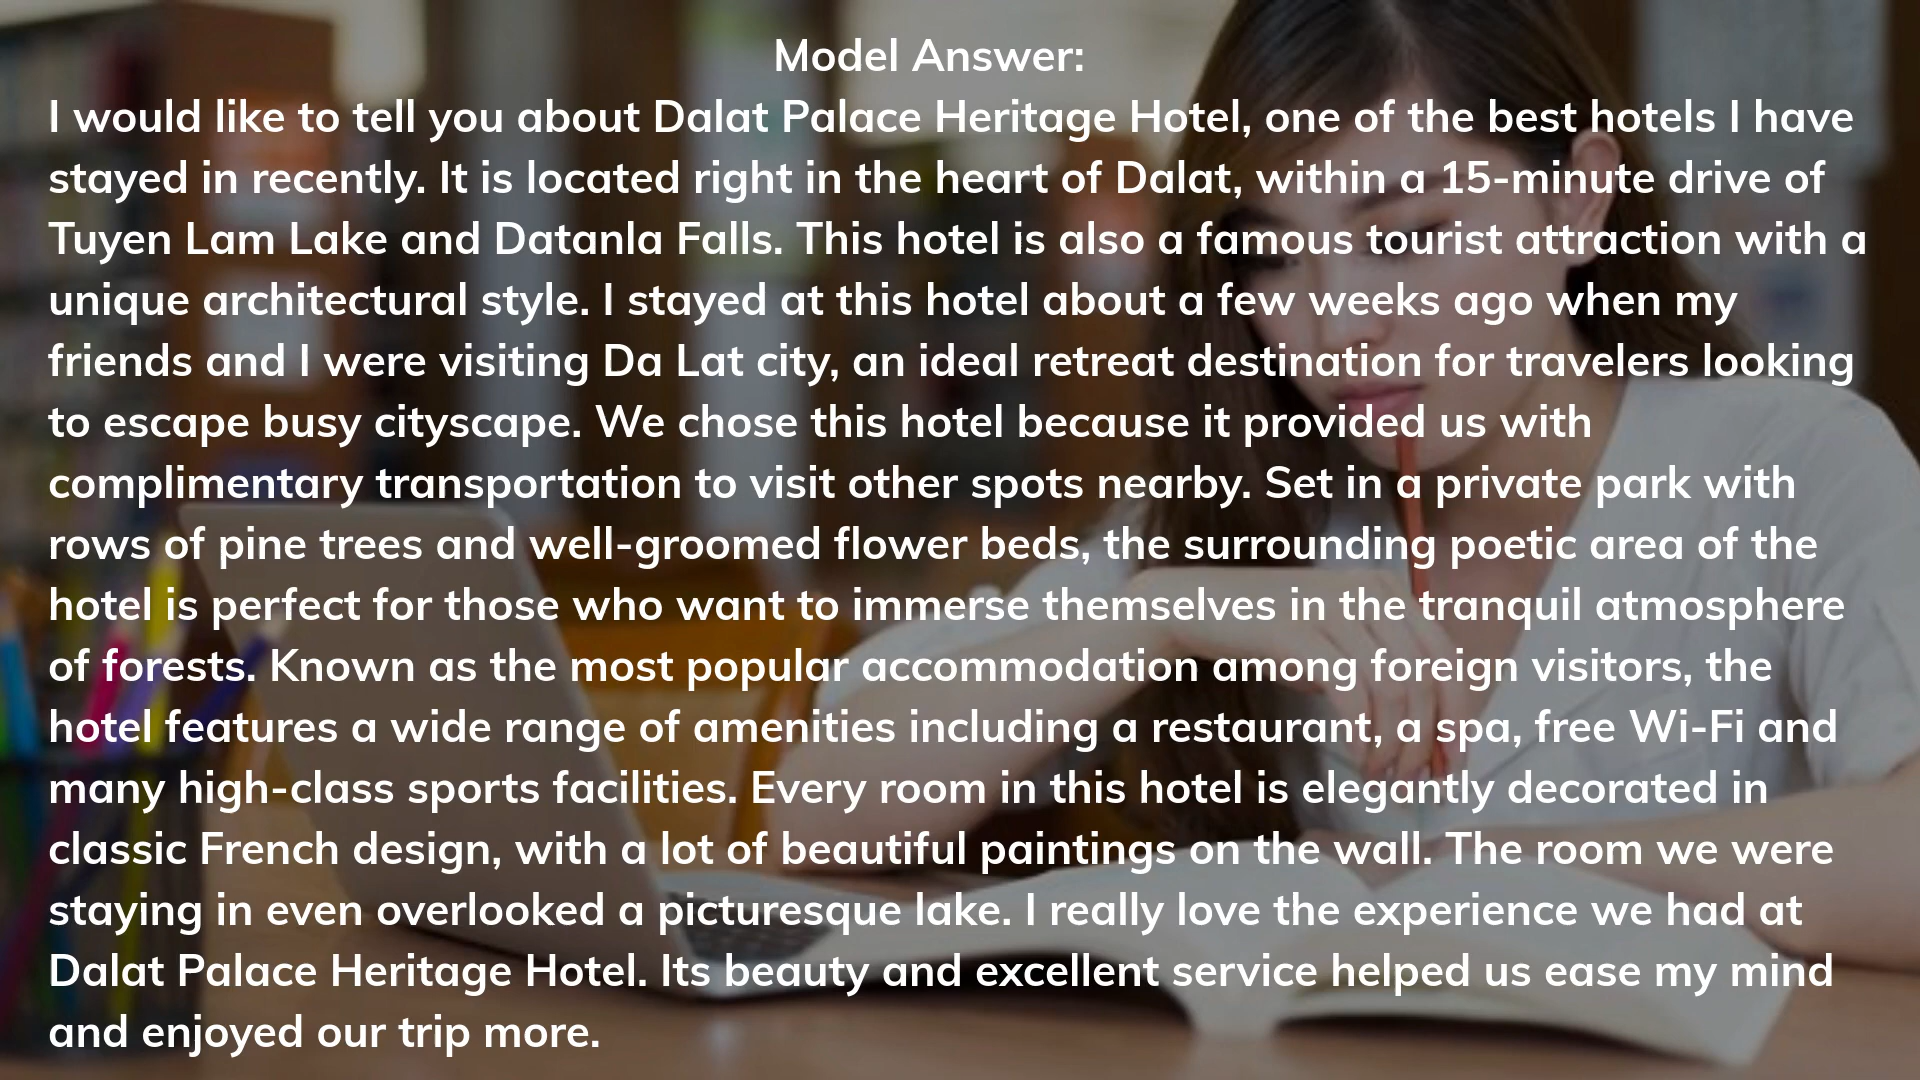 Model Answer:
I would like to tell you about Dalat Palace Heritage Hotel, one of the best hotels I have
stayed in recently. It is located right in the heart of Dalat, within a 15-minute drive of
Tuyen Lam Lake and Datanla Falls. This hotel is also a famous tourist attraction with a
unique architectural style. I stayed at this hotel about a few weeks ago when my
friends and I were visiting Da Lat city, an ideal retreat destination for travelers looking
to escape busy cityscape. We chose this hotel because it provided us with
complimentary transportation to visit other spots nearby. Set in a private park with
rows of pine trees and well-groomed flower beds, the surrounding poetic area of the
hotel is perfect for those who want to immerse themselves in the tranquil atmosphere
of forests. Known as the most popular accommodation among foreign visitors, the
hotel features a wide range of amenities including a restaurant, a spa, free Wi-Fi and
many high-class sports facilities. Every room in this hotel is elegantly decorated in
classic French design, with a lot of beautiful paintings on the wall. The room we were
staying in even overlooked a picturesque lake. I really love the experience we had at
Dalat Palace Heritage Hotel. Its beauty and excellent service helped us ease my mind
and enjoyed our trip more.